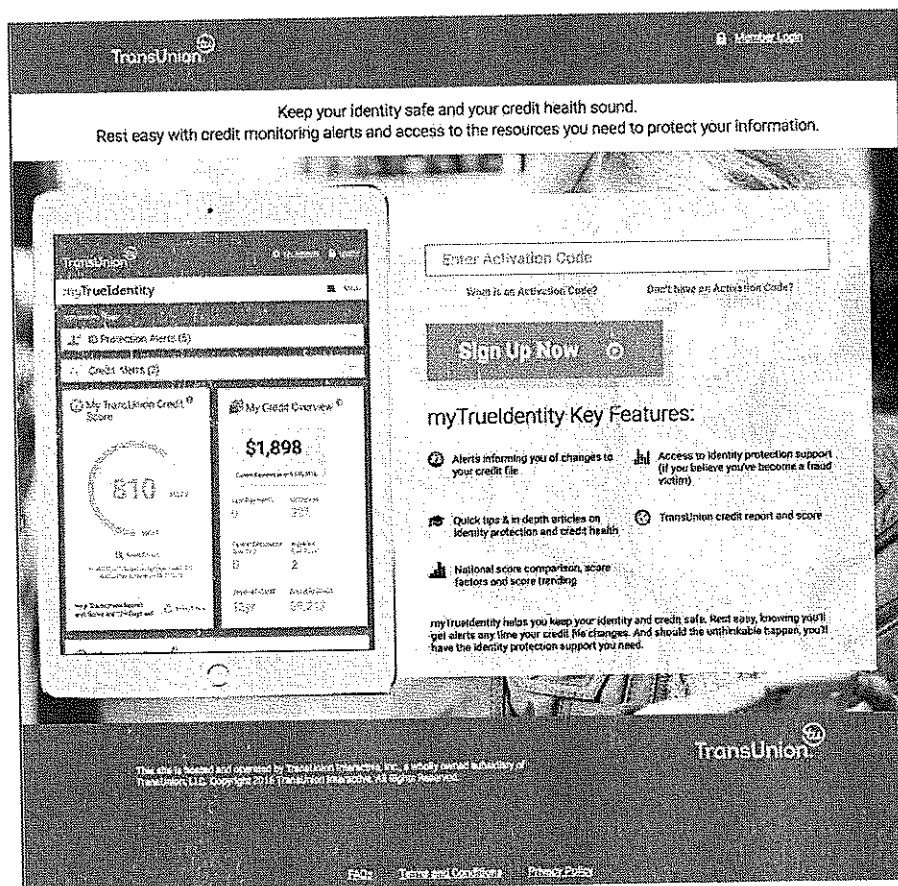 TransUnion
Member Login
Keep your identity safe and your credit health sound.
Rest easy with credit monitoring alerts and access to the resources you need to protect your information.
TransUnion
myTrueIdentity
ID Protection Alerts (5)
Credit Alerts (2)
My TransUnion Credit
Score
810
My Credit Overview
$1,898
0
0
2
Enter Activation Code
What is an Activation Code?
Don't have an Activation Code?
Sign Up Now
myTrueIdentity Key Features:
Alerts informing you of changes to
your credit file
Access to identity protection support
(if you believe you've become a fraud
victim)
Quick tips & in depth articles on
identity protection and credit health
TransUnion credit report and score
National score comparison, score
factors and score trending
myTrueIdentity helps you keep your identity and credit safe. Rest easy, knowing you'll
get alerts any time your credit file changes. And should the unthinkable happen, you'll
have the identity protection support you need.
TransUnion
This site is hosted and operated by TransUnion Interactive, Inc., a wholly owned subsidiary of
TransUnion, LLC. Copyright 2016 TransUnion Interactive. All Rights Reserved.
FAQs
Terms and Conditions
Privacy Policy